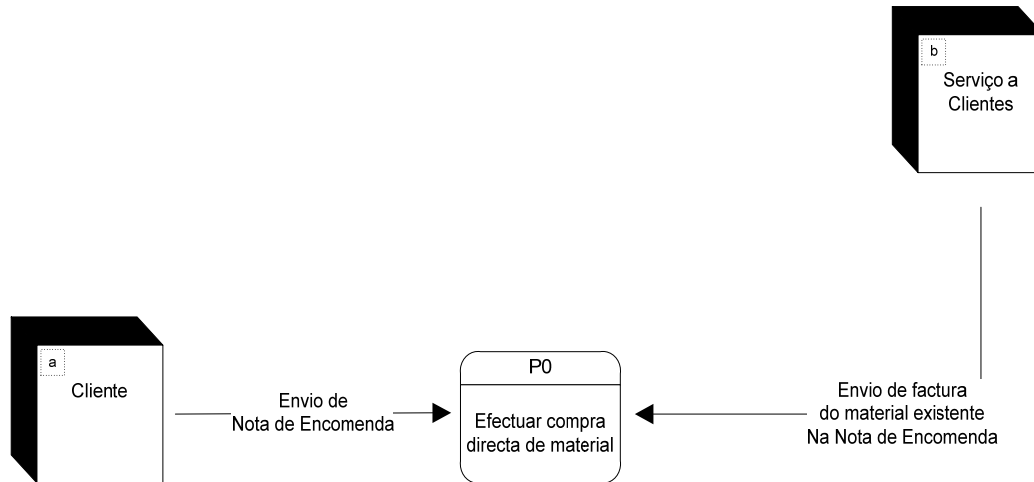 b
Serviço a
Clientes
a
Cliente
Envio de
Nota de Encomenda
P0
Efectuar compra
directa de material
Envio de factura
do material existente
Na Nota de Encomenda